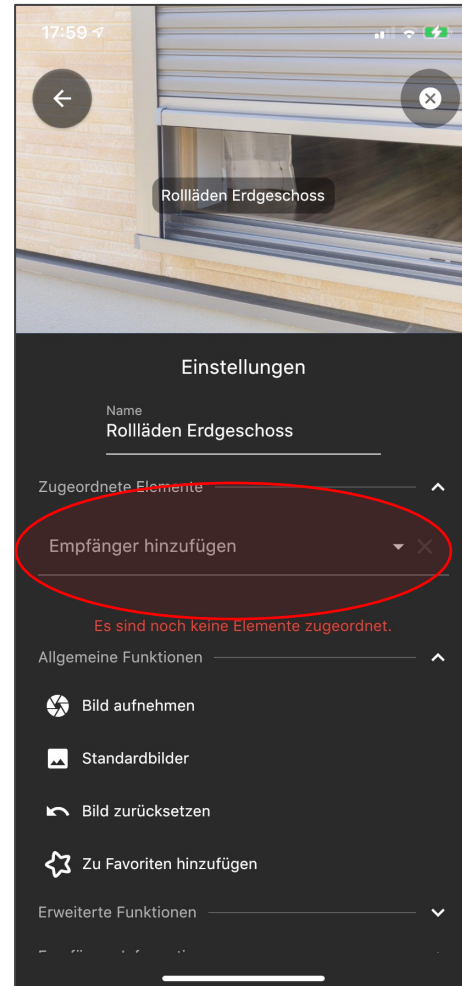 17:59
Rollläden Erdgeschoss
Einstellungen
Name
Rollläden Erdgeschoss
Zugeordnete Elemente
Empfänger hinzufügen
Es sind noch keine Elemente zugeordnet.
Allgemeine Funktionen
Bild aufnehmen
Standardbilder
Bild zurücksetzen
Zu Favoriten hinzufügen
Erweiterte Funktionen